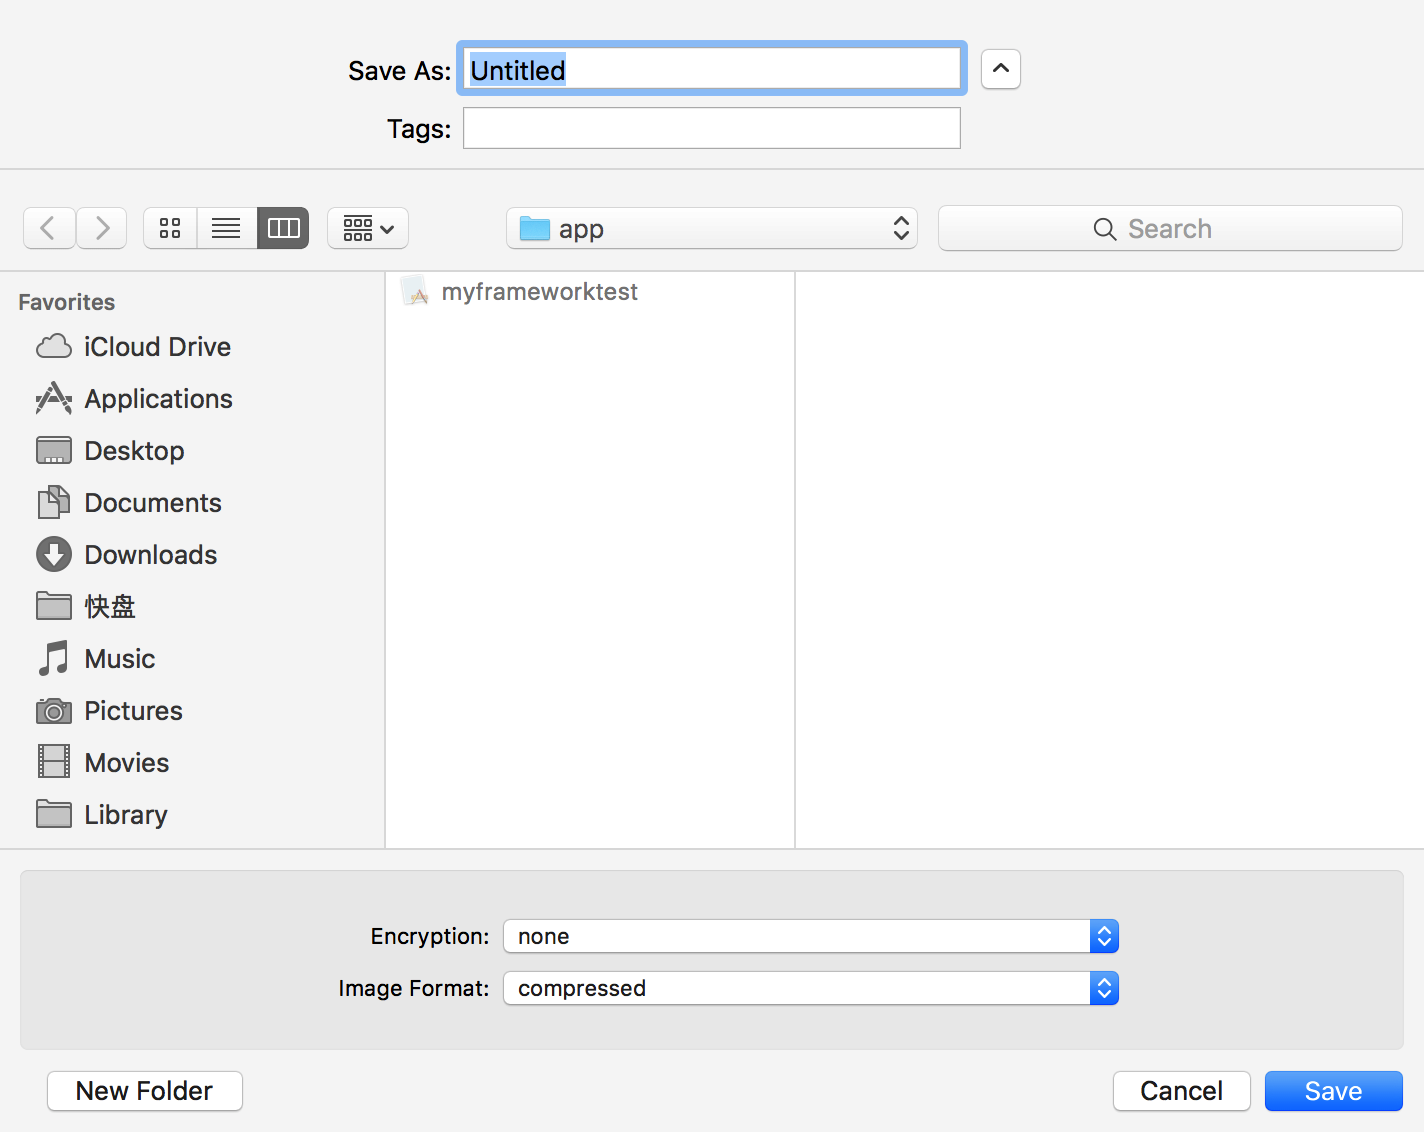 Save As: Untitled
Tags:
app
Search
Favorites
iCloud Drive
Applications
Desktop
Documents
Downloads
快盘
Music
Pictures
Movies
Library
myframeworktest
Encryption: none
Image Format: compressed
New Folder
Cancel
Save